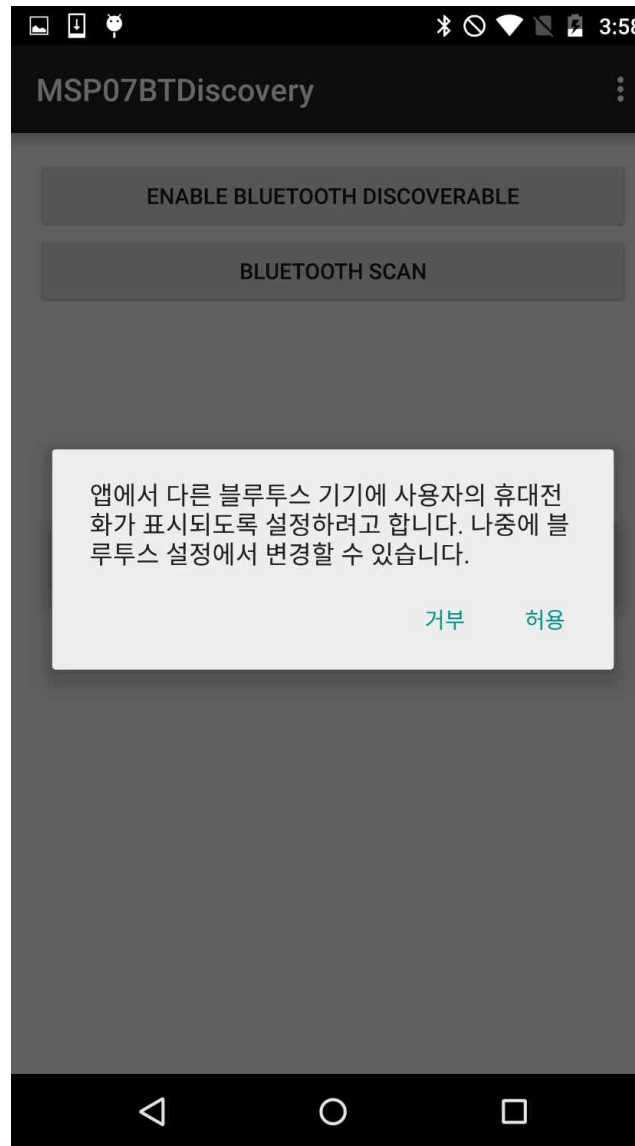 3:58
MSP07BTDiscovery
ENABLE BLUETOOTH DISCOVERABLE
BLUETOOTH SCAN
앱에서 다른 블루투스 기기에 사용자의 휴대전
화가 표시되도록 설정하려고 합니다. 나중에 블
루투스 설정에서 변경할 수 있습니다.
거부 허용